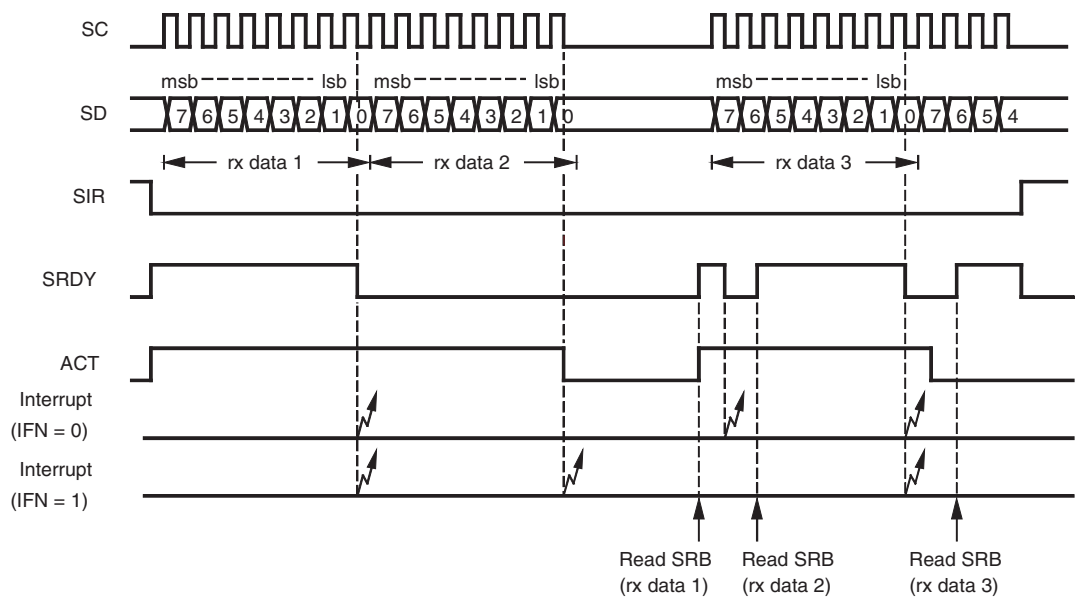 SC
msb lsb msb lsb msb lsb
SD 7 6 5 4 3 2 1 0 7 6 5 4 3 2 1 0 7 6 5 4 3 2 1 0 7 6 5 4
rx data 1 rx data 2 rx data 3
SIR
SRDY
ACT
Interrupt
(IFN = 0)
Interrupt
(IFN = 1)
Read SRB Read SRB Read SRB
(rx data 1) (rx data 2) (rx data 3)